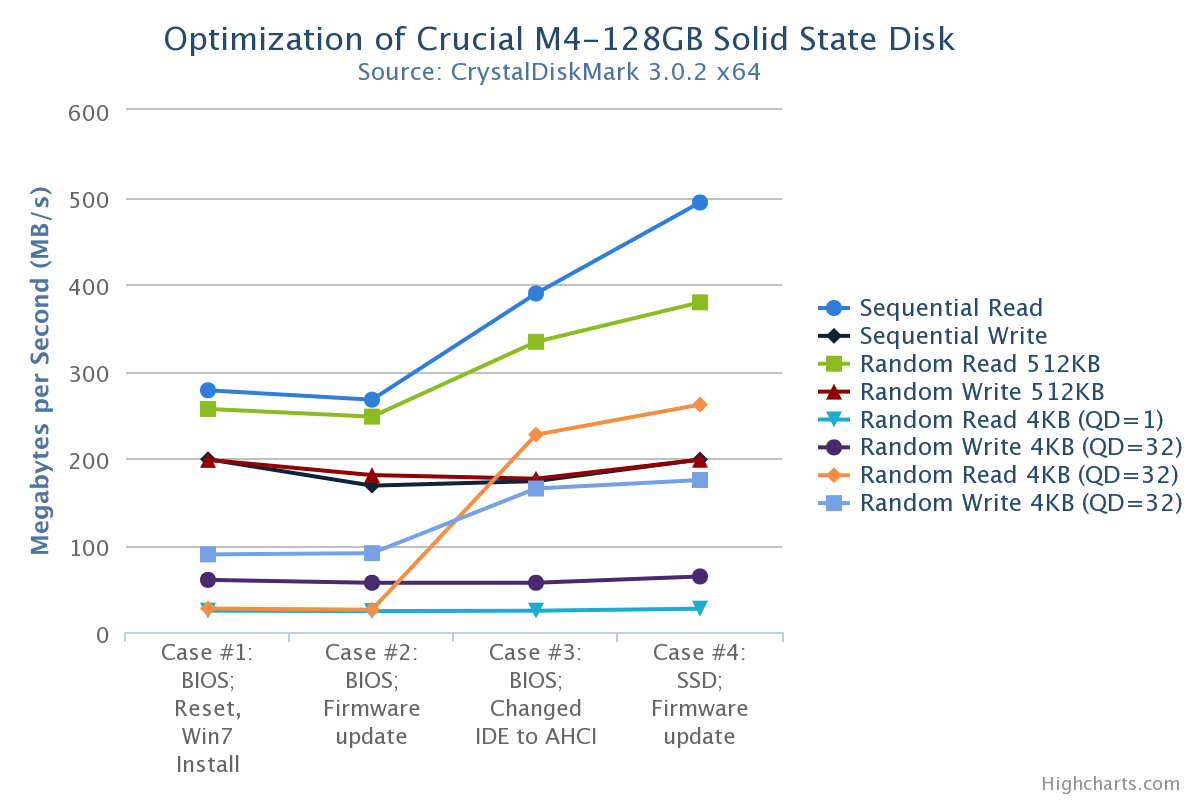 Optimization of Crucial M4-128GB Solid State Disk
Source: CrystalDiskMark 3.0.2 x64
Megabytes per Second (MB/s)
600
500
400
300
200
100
0
Case #1:
BIOS;
Reset,
Win7
Install
Case #2:
BIOS;
Firmware
update
Case #3:
BIOS;
Changed
IDE to AHCI
Case #4:
SSD;
Firmware
update
Sequential Read
Sequential Write
Random Read 512KB
Random Write 512KB
Random Read 4KB (QD=1)
Random Write 4KB (QD=32)
Random Read 4KB (QD=32)
Random Write 4KB (QD=32)
Highcharts.com